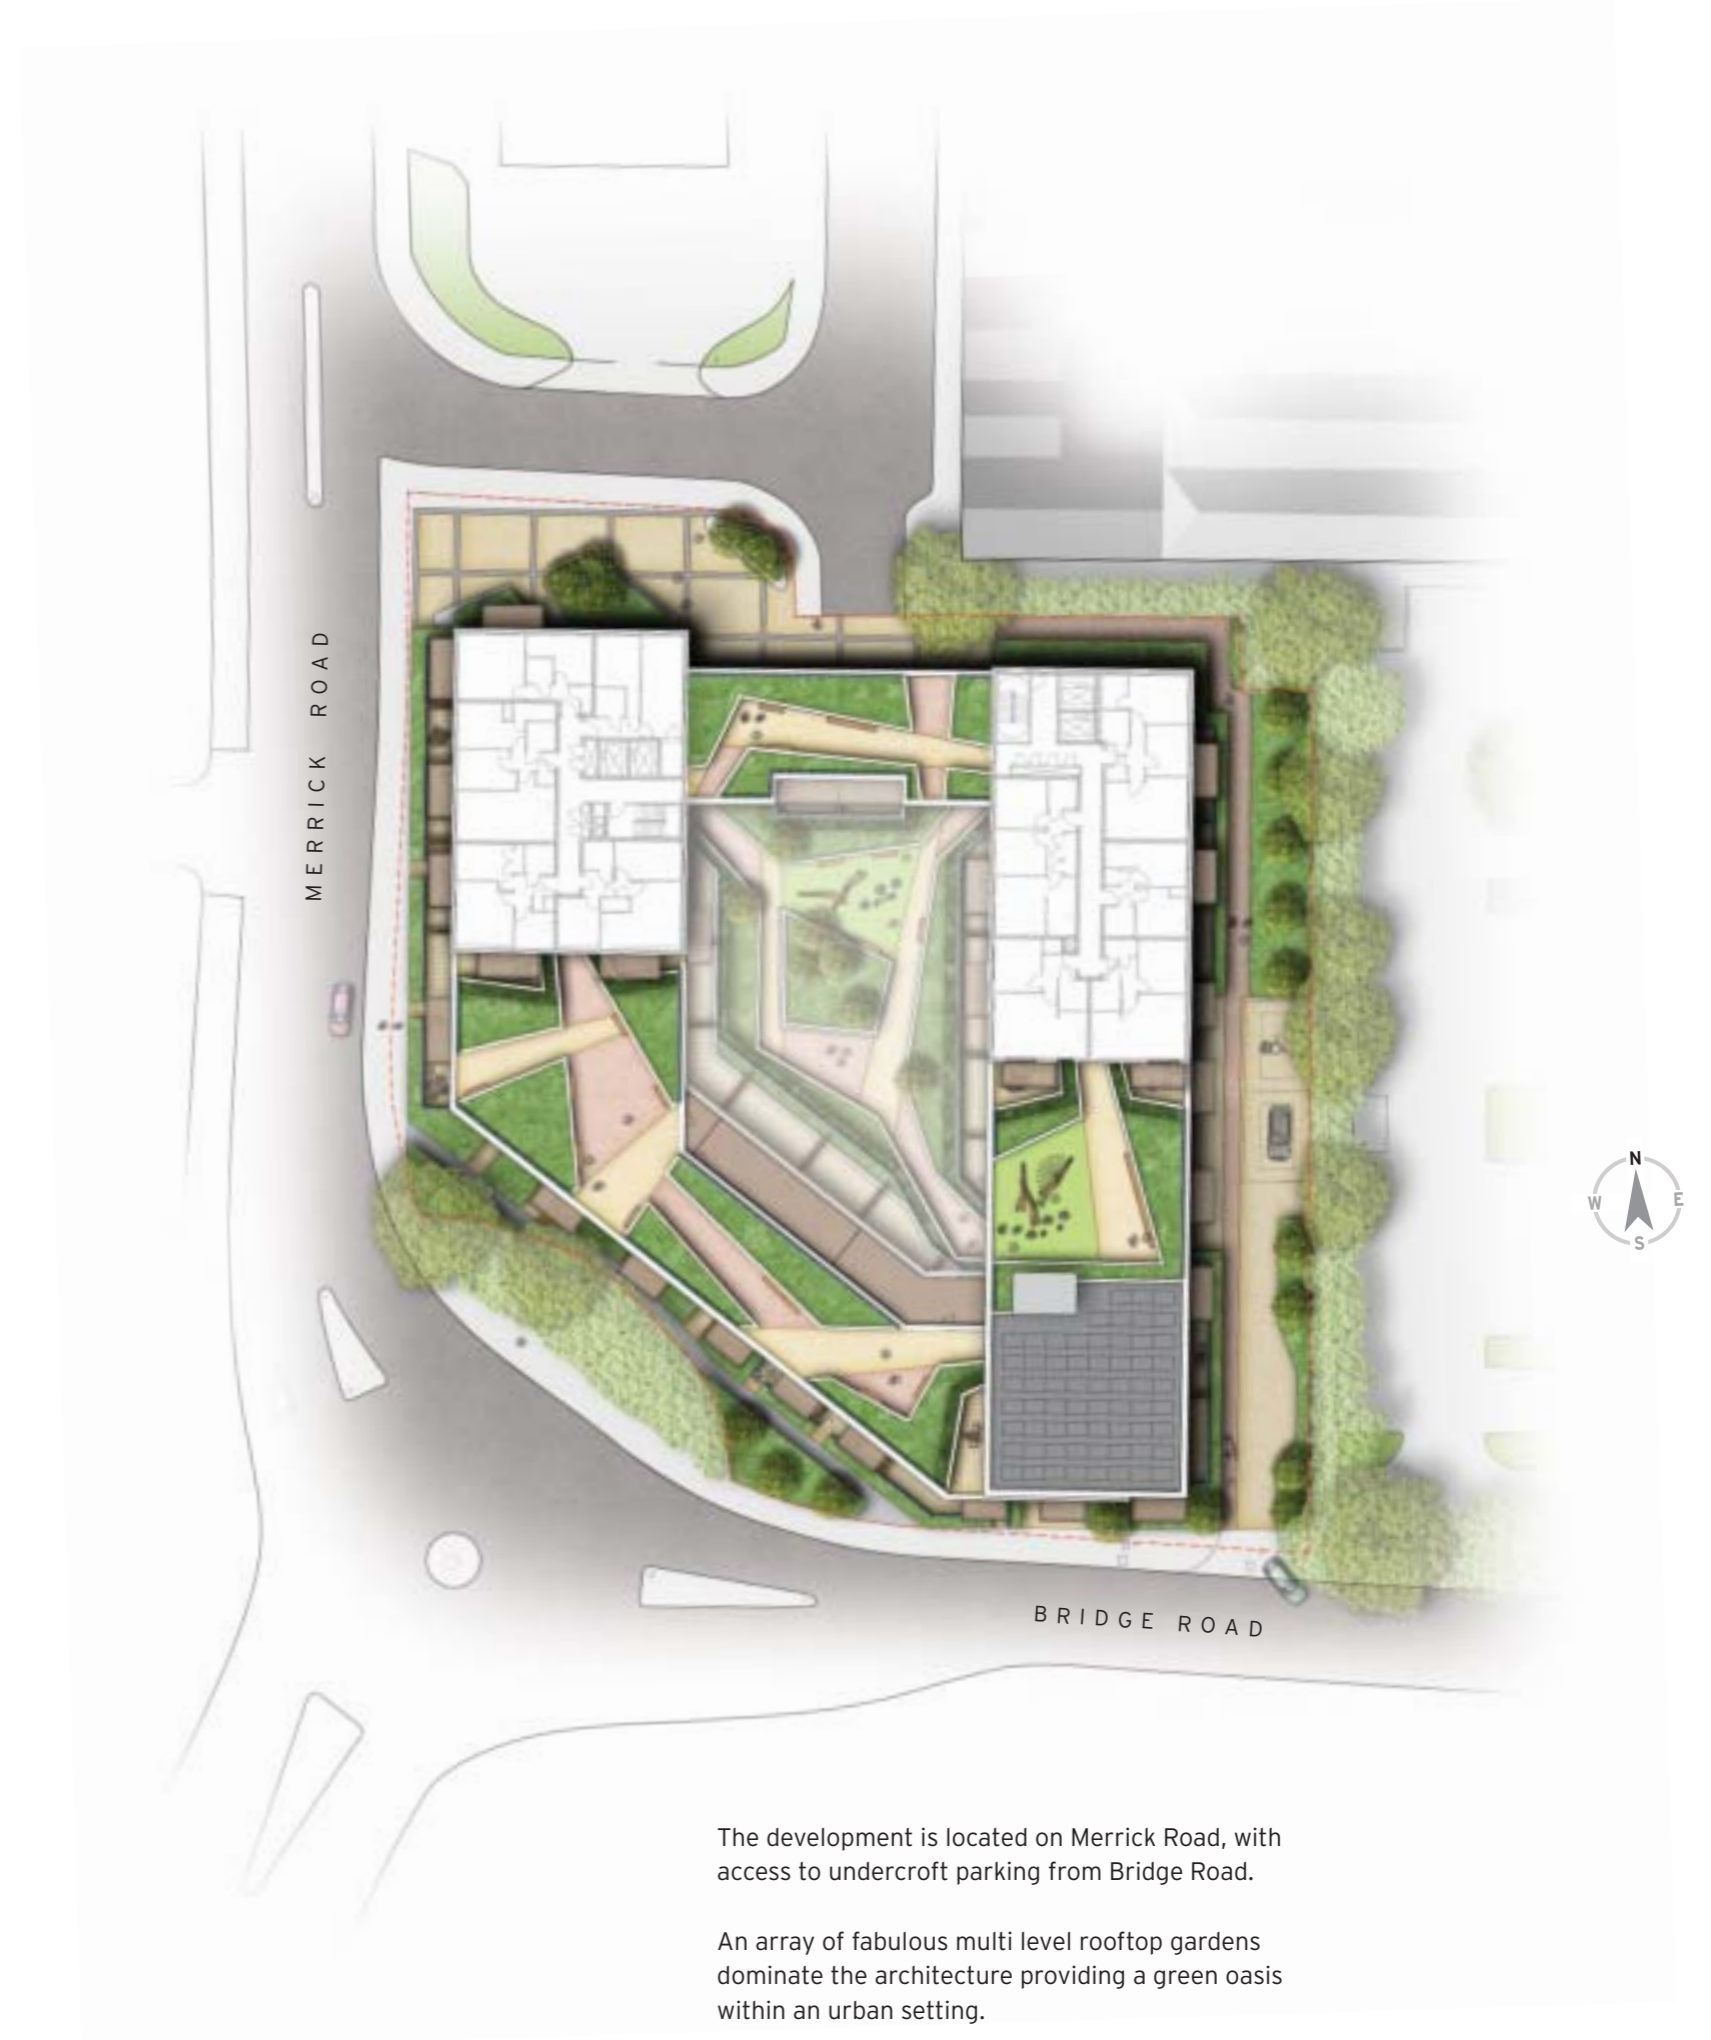 MERRICK ROAD
N
W
E
S
BRIDGE ROAD
The development is located on Merrick Road, with
access to undercroft parking from Bridge Road.
An array of fabulous multi level rooftop gardens
dominate the architecture providing a green oasis
within an urban setting.